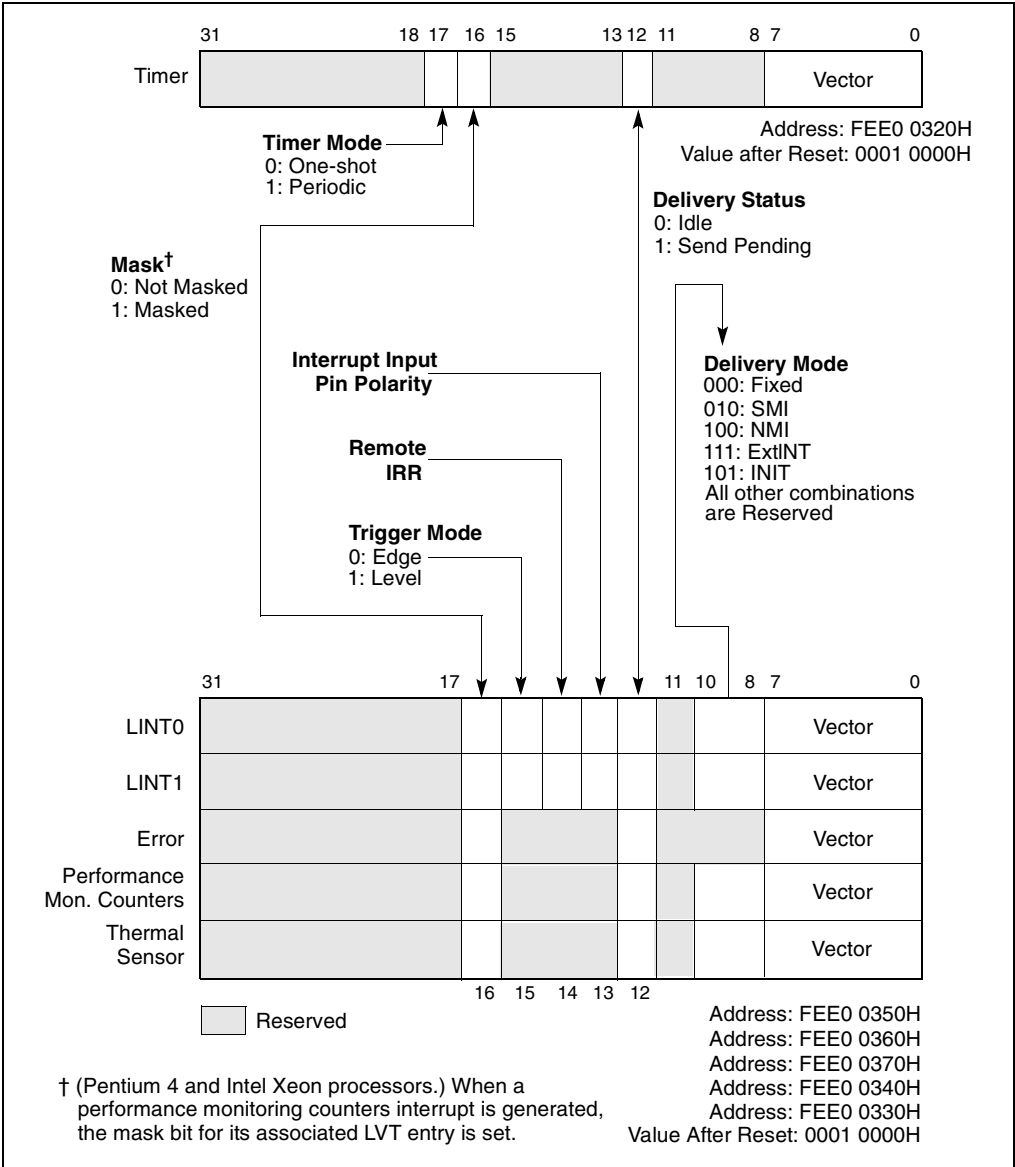 31 18 17 16 15 13 12 11 8 7 0
Timer Vector
Address: FEE0 0320H
Value after Reset: 0001 0000H
Timer Mode
0: One-shot
1: Periodic
Delivery Status
0: Idle
1: Send Pending
Mask†
0: Not Masked
1: Masked
Interrupt Input
Pin Polarity
Delivery Mode
000: Fixed
010: SMI
100: NMI
111: ExtINT
101: INIT
All other combinations
are Reserved
Remote
IRR
Trigger Mode
0: Edge
1: Level
31 17 11 10 8 7 0
LINT0 Vector
LINT1 Vector
Error Vector
Performance
Mon. Counters Vector
Thermal
Sensor Vector
16 15 14 13 12
Reserved
Address: FEE0 0350H
Address: FEE0 0360H
Address: FEE0 0370H
Address: FEE0 0340H
Address: FEE0 0330H
Value After Reset: 0001 0000H
† (Pentium 4 and Intel Xeon processors.) When a
performance monitoring counters interrupt is generated,
the mask bit for its associated LVT entry is set.